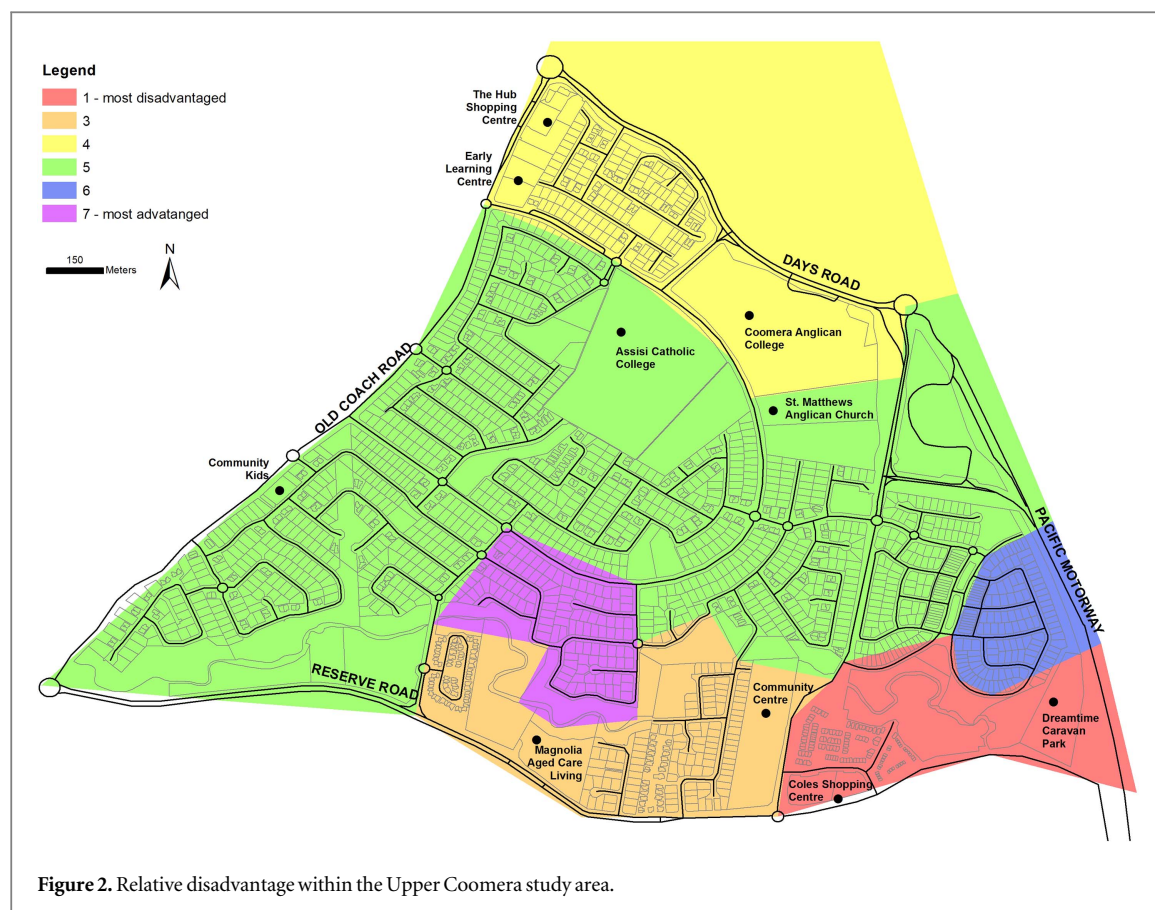 Legend
1 - most disadvantaged
3
4
5
6
7 - most advatanged
150
Meters
N
The Hub
Shopping
Centre
Early
Learning
Centre
DAYS ROAD
Coomera Anglican
College
Assisi Catholic
College
OLD COACH ROAD
St. Matthews
Anglican Church
Community
Kids
PACIFIC MOTORWAY
RESERVE ROAD
Community
Centre
Magnolia
Aged Care
Living
Dreamtime
Caravan
Park
Coles Shopping
Centre
Figure 2. Relative disadvantage within the Upper Coomera study area.